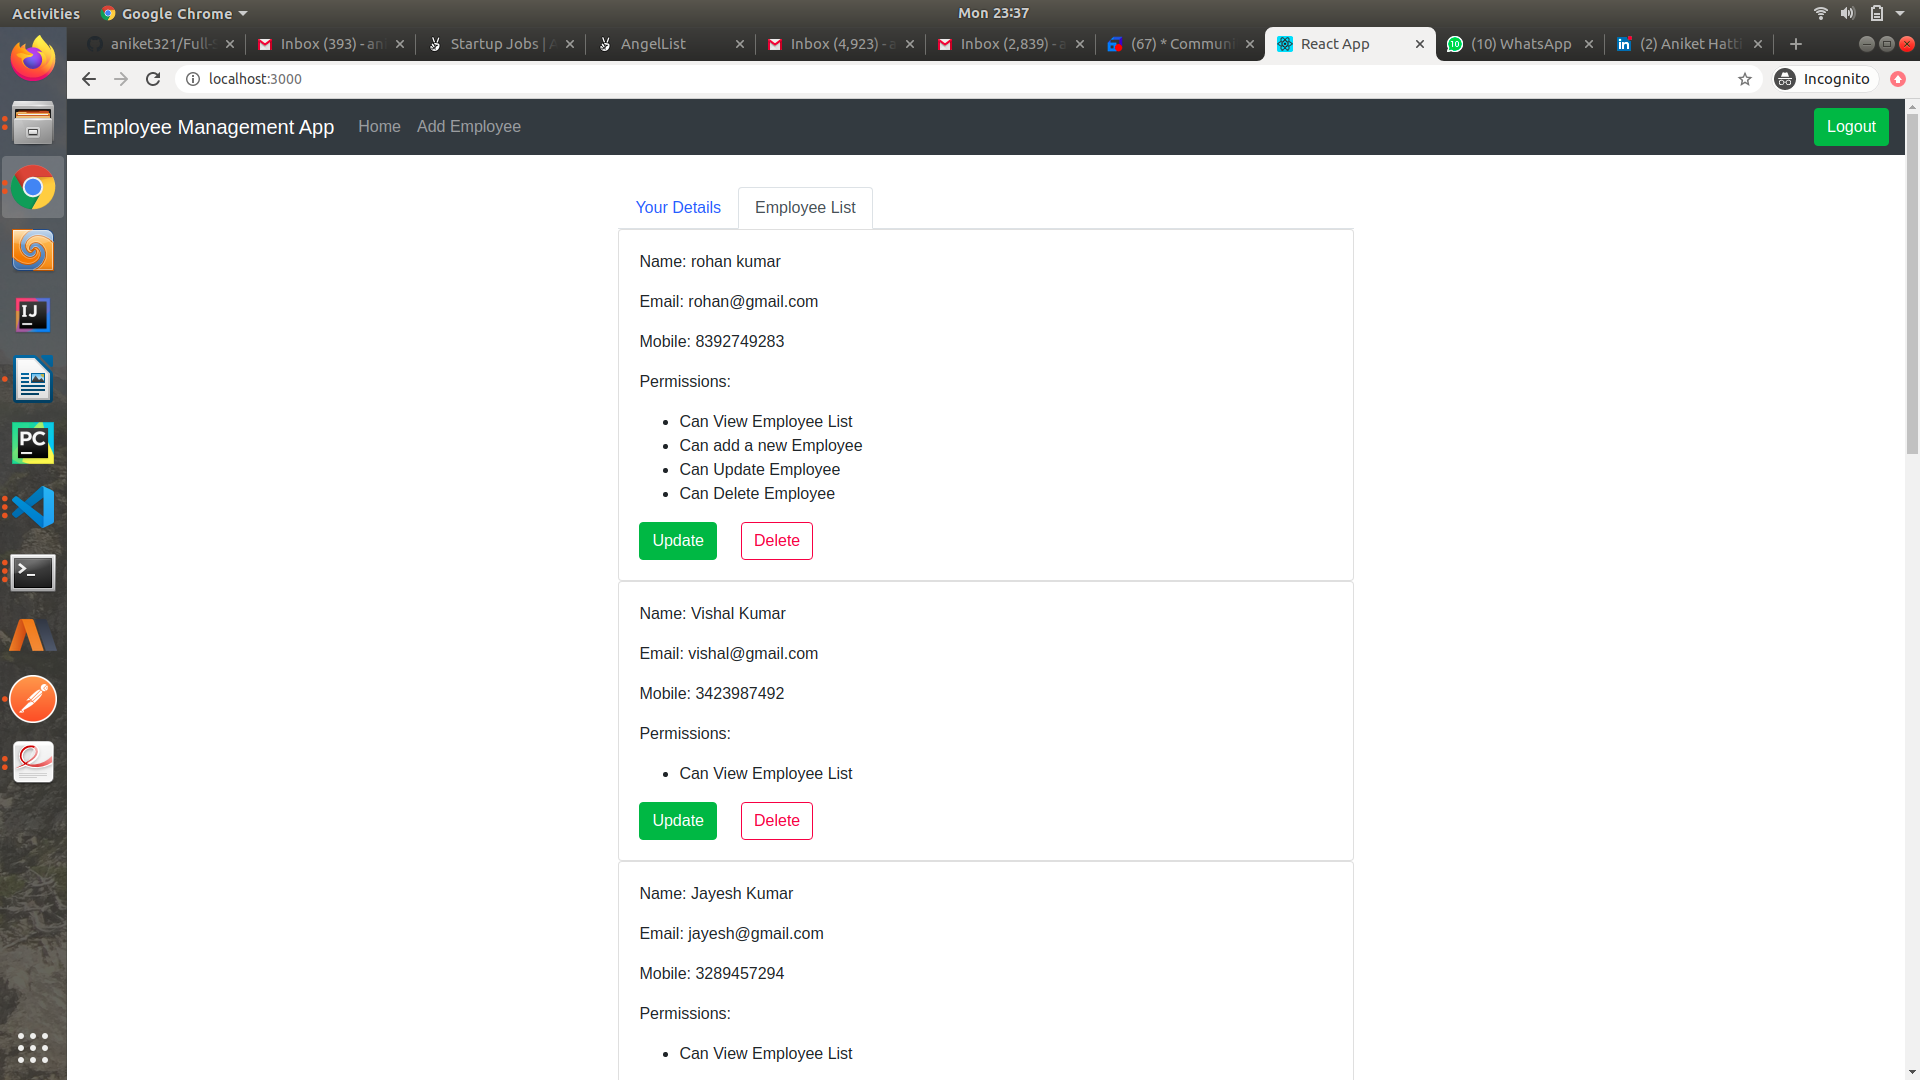 Activities
Google Chrome
Mon 23:37
aniket321/Full-
Inbox (393) - ani
Startup Jobs | A
AngelList
Inbox (4,923) - a
Inbox (2,839) - a
(67) * Communi
React App
(10) WhatsApp
(2) Aniket Hatti
localhost:3000
Incognito
Employee Management App
Home
Add Employee
Logout
Your Details
Employee List
Name: rohan kumar
Email: rohan@gmail.com
Mobile: 8392749283
Permissions:
• Can View Employee List
• Can add a new Employee
• Can Update Employee
• Can Delete Employee
Update
Delete
Name: Vishal Kumar
Email: vishal@gmail.com
Mobile: 3423987492
Permissions:
• Can View Employee List
Update
Delete
Name: Jayesh Kumar
Email: jayesh@gmail.com
Mobile: 3289457294
Permissions:
• Can View Employee List
IJ
PC